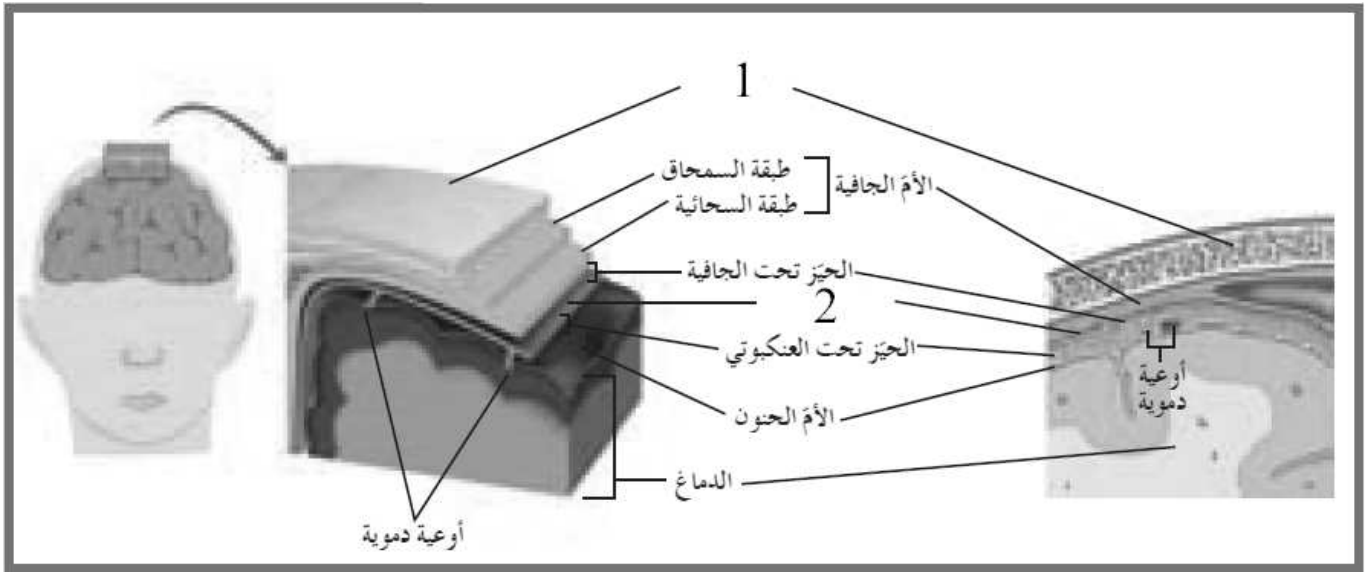 1
طبقة السمحاق
طبقة السحائية
الأمّ الجافية
الحيّز تحت الجافية
2
الحيّز تحت العنكبوتي
الأمّ الحنون
الدماغ
أوعية دموية
أوعية
دموية